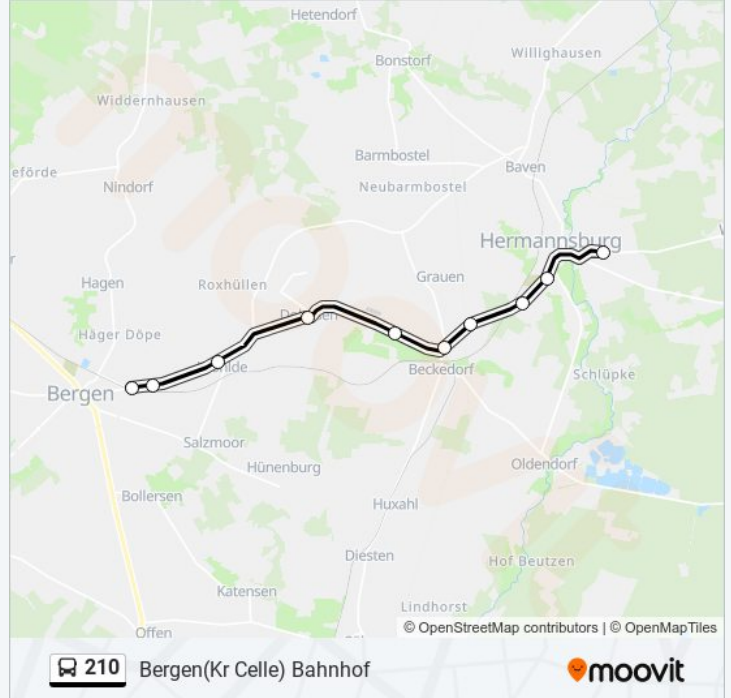 Hetendorf
Bonstorf
Willighausen
Widdernhausen
Barmbostel
Baven
eförde
Nindorf
Neubarmbostel
Hermannsburg
Grauen
Hagen
Roxhüllen
Häger Döpe
Beckedorf
Schlüpke
Bergen
Salzmoor
Hünenburg
Oldendorf
Bollersen
Huxahl
Diesten
Hof Beutzen
Katensen
Lindhorst
Offen
© OpenStreetMap contributors | © OpenMapTiles
210 Bergen(Kr Celle) Bahnhof moovit